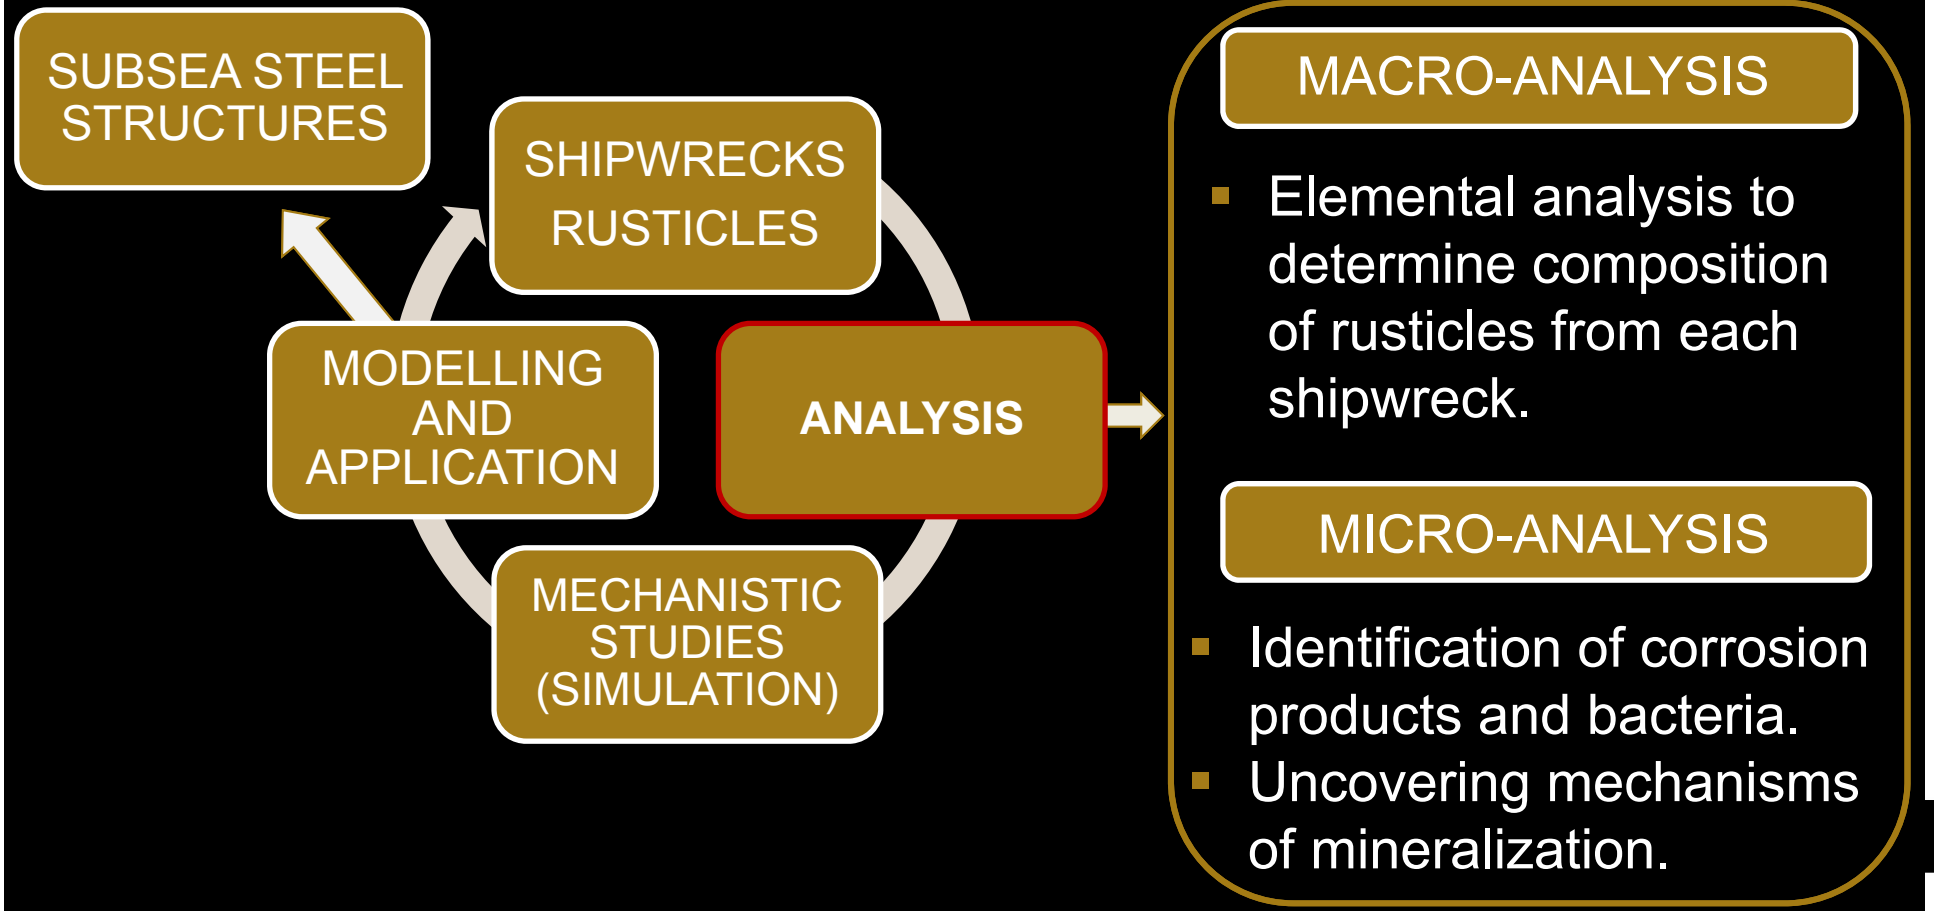 SUBSEA STEEL
STRUCTURES
SHIPWRECKS
RUSTICLES
MODELLING
AND
APPLICATION
ANALYSIS
MECHANISTIC
STUDIES
(SIMULATION)
MACRO-ANALYSIS
▪ Elemental analysis to
determine composition
of rusticles from each
shipwreck.
MICRO-ANALYSIS
▪ Identification of corrosion
products and bacteria.
▪ Uncovering mechanisms
of mineralization.